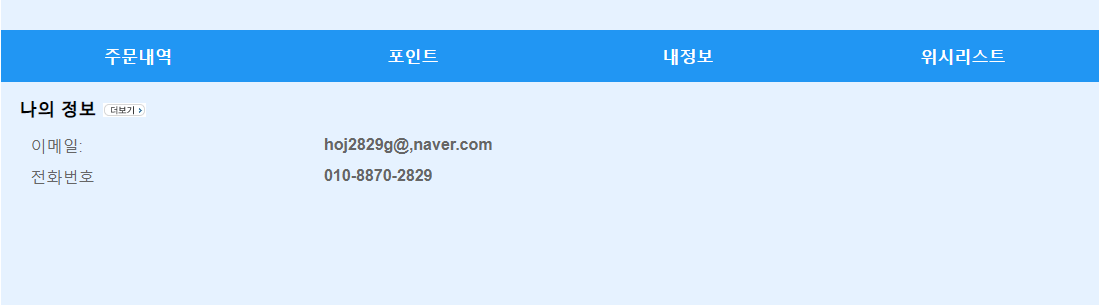 주문내역 포인트 내정보 위시리스트
나의 정보 더보기 >
이메일: hoj2829g@,naver.com
전화번호 010-8870-2829